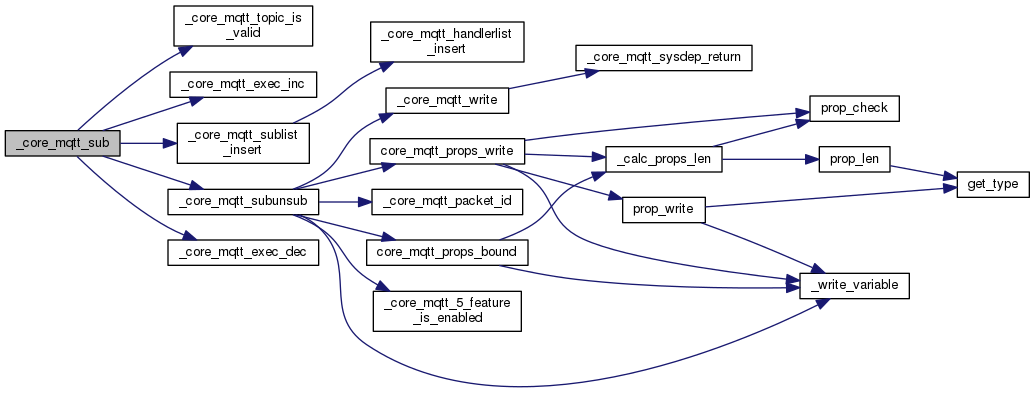 _core_mqtt_sub
_core_mqtt_topic_is
_valid
_core_mqtt_exec_inc
_core_mqtt_sublist
_insert
_core_mqtt_subunsub
_core_mqtt_exec_dec
_core_mqtt_handlerlist
_insert
_core_mqtt_write
core_mqtt_props_write
_core_mqtt_packet_id
core_mqtt_props_bound
_core_mqtt_5_feature
_is_enabled
_core_mqtt_sysdep_return
_calc_props_len
prop_write
prop_check
prop_len
_write_variable
get_type